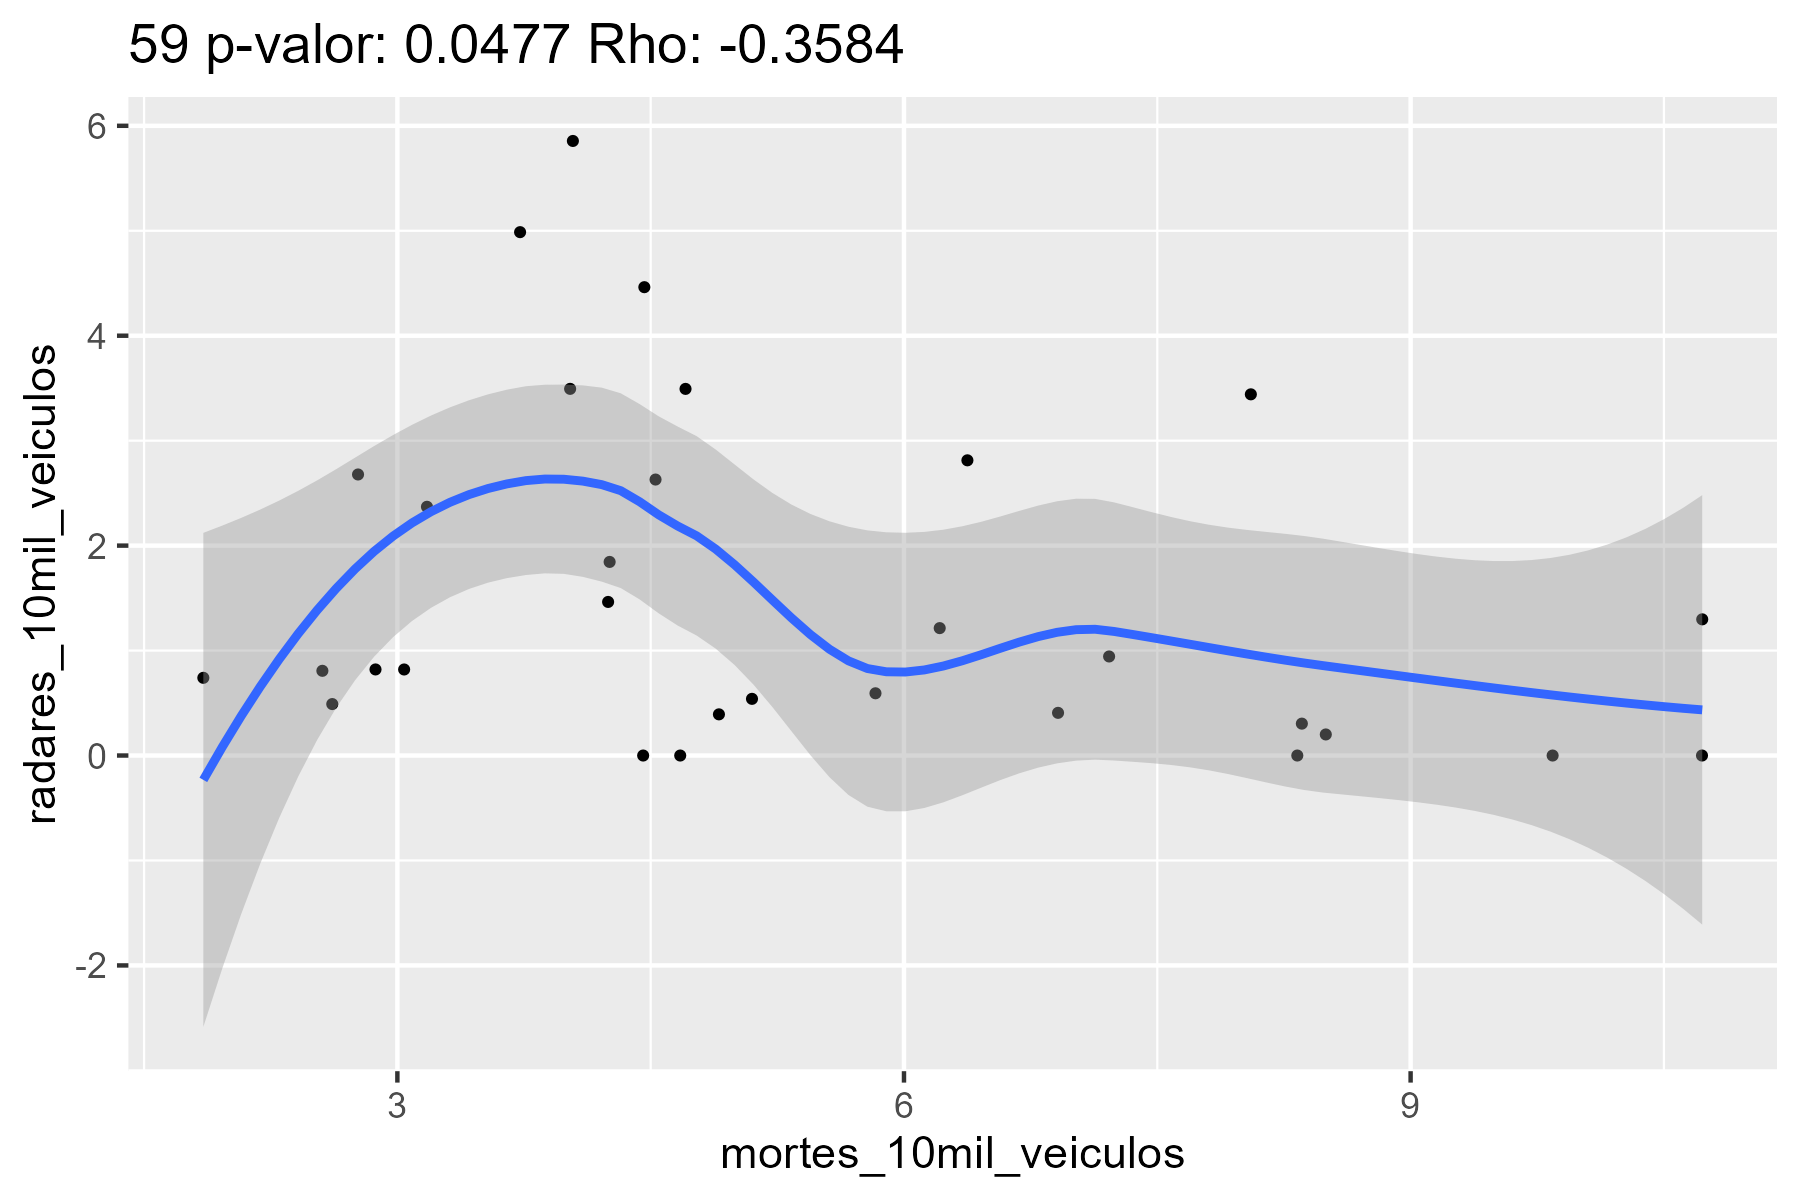 59 p-valor: 0.0477 Rho: -0.3584
6
4
2
0
-2
radares_10mil_veiculos
3 6 9
mortes_10mil_veiculos